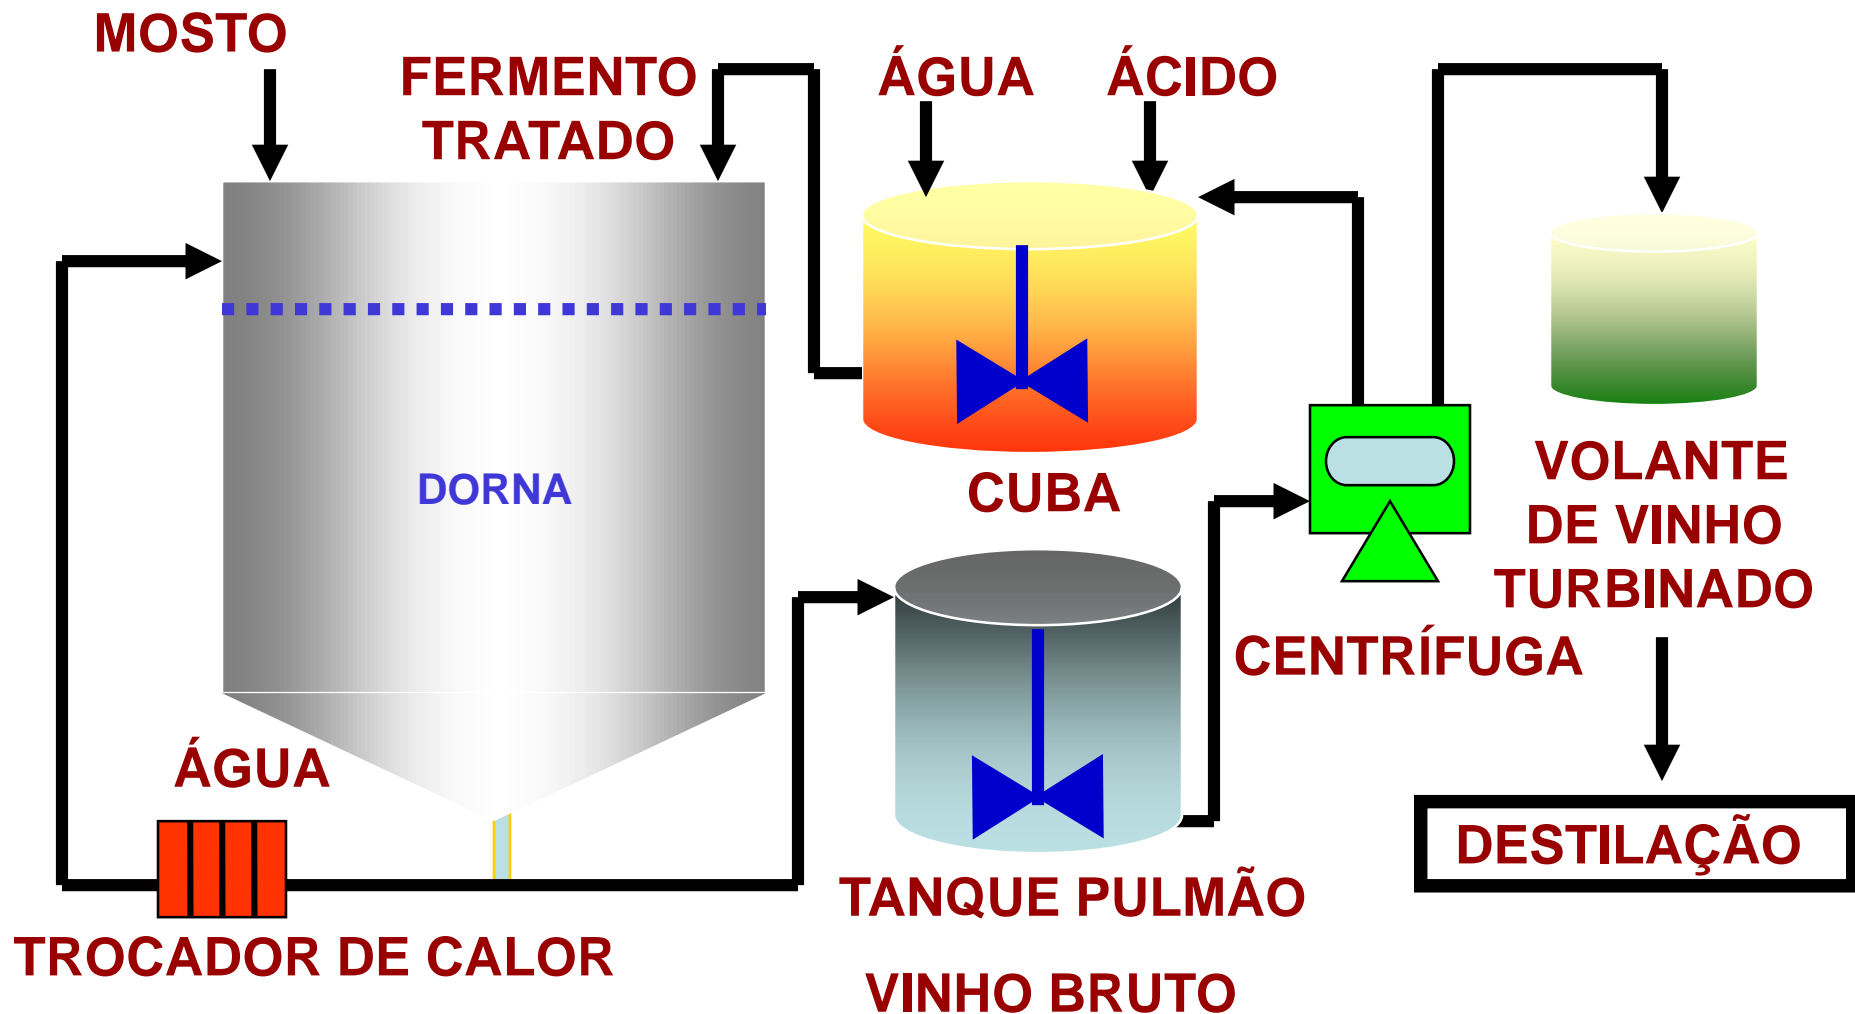 MOSTO
FERMENTO
TRATADO
ÁGUA
ÁCIDO
DORNA
CUBA
VOLANTE
DE VINHO
TURBINADO
CENTRÍFUGA
ÁGUA
DESTILAÇÃO
TANQUE PULMÃO
TROCADOR DE CALOR
VINHO BRUTO